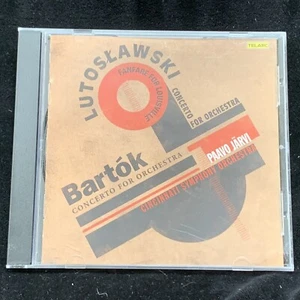 TELARC
LUTOSŁAWSKI
FANFARE FOR LOUISVILLE
CONCERTO
FOR ORCHESTRA
Bartók
CONCERTO FOR ORCHESTRA
PAAVO JÄRVI
CINCINNATI SYMPHONY ORCHESTRA